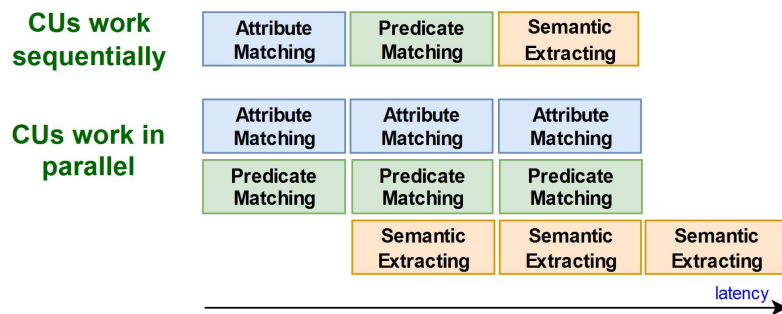 CUs work
sequentially
Attribute
Matching
Predicate
Matching
Semantic
Extracting
CUs work in
parallel
Attribute
Matching
Attribute
Matching
Attribute
Matching
Predicate
Matching
Predicate
Matching
Predicate
Matching
Semantic
Extracting
Semantic
Extracting
Semantic
Extracting
latency